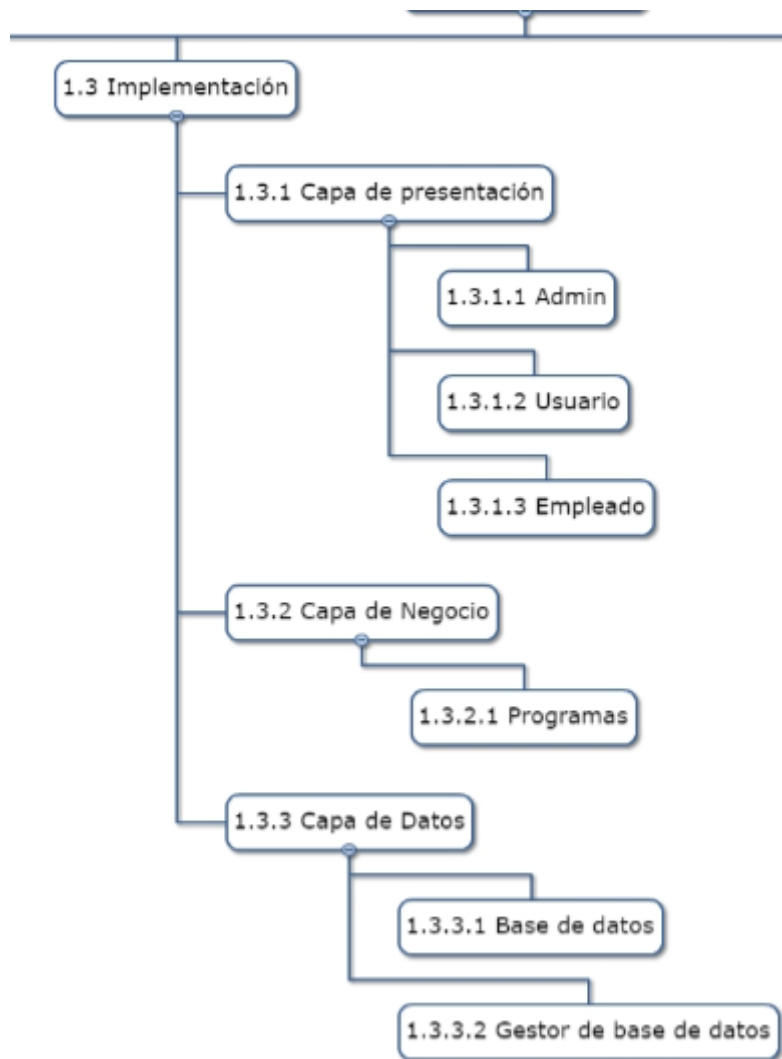 1.3 Implementación
1.3.1 Capa de presentación
1.3.1.1 Admin
1.3.1.2 Usuario
1.3.1.3 Empleado
1.3.2 Capa de Negocio
1.3.2.1 Programas
1.3.3 Capa de Datos
1.3.3.1 Base de datos
1.3.3.2 Gestor de base de datos